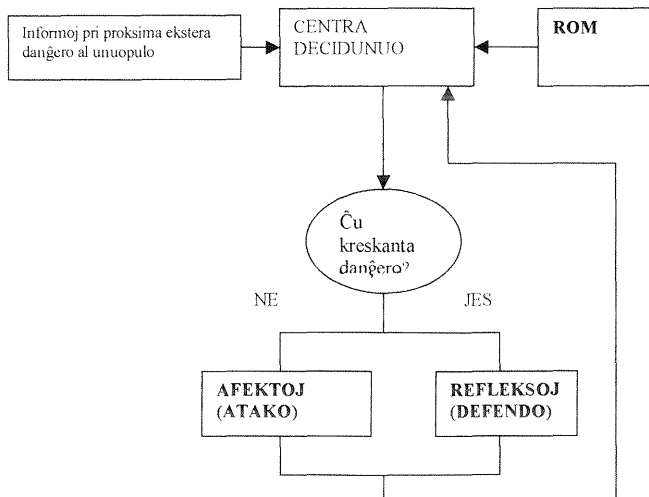 Informoj pri proksima ekstera
danĝero al unuopulo
CENTRA
DECIDUNUO
ROM
Ĉu
kreskanta
danĝero?
NE
JES
AFEKTOJ
(ATAKO)
REFLEKSOJ
(DEFENDO)